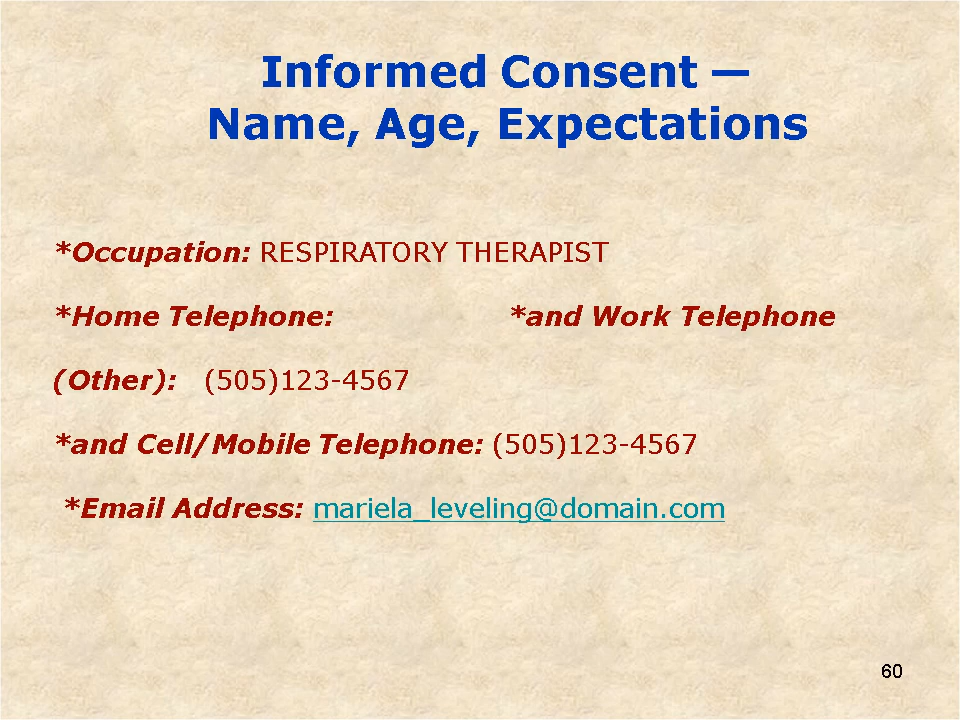 Informed Consent —
Name, Age, Expectations
*Occupation: RESPIRATORY THERAPIST
*Home Telephone: *and Work Telephone
(Other): (505)123-4567
*and Cell/Mobile Telephone: (505)123-4567
*Email Address: mariela_leveling@domain.com
60